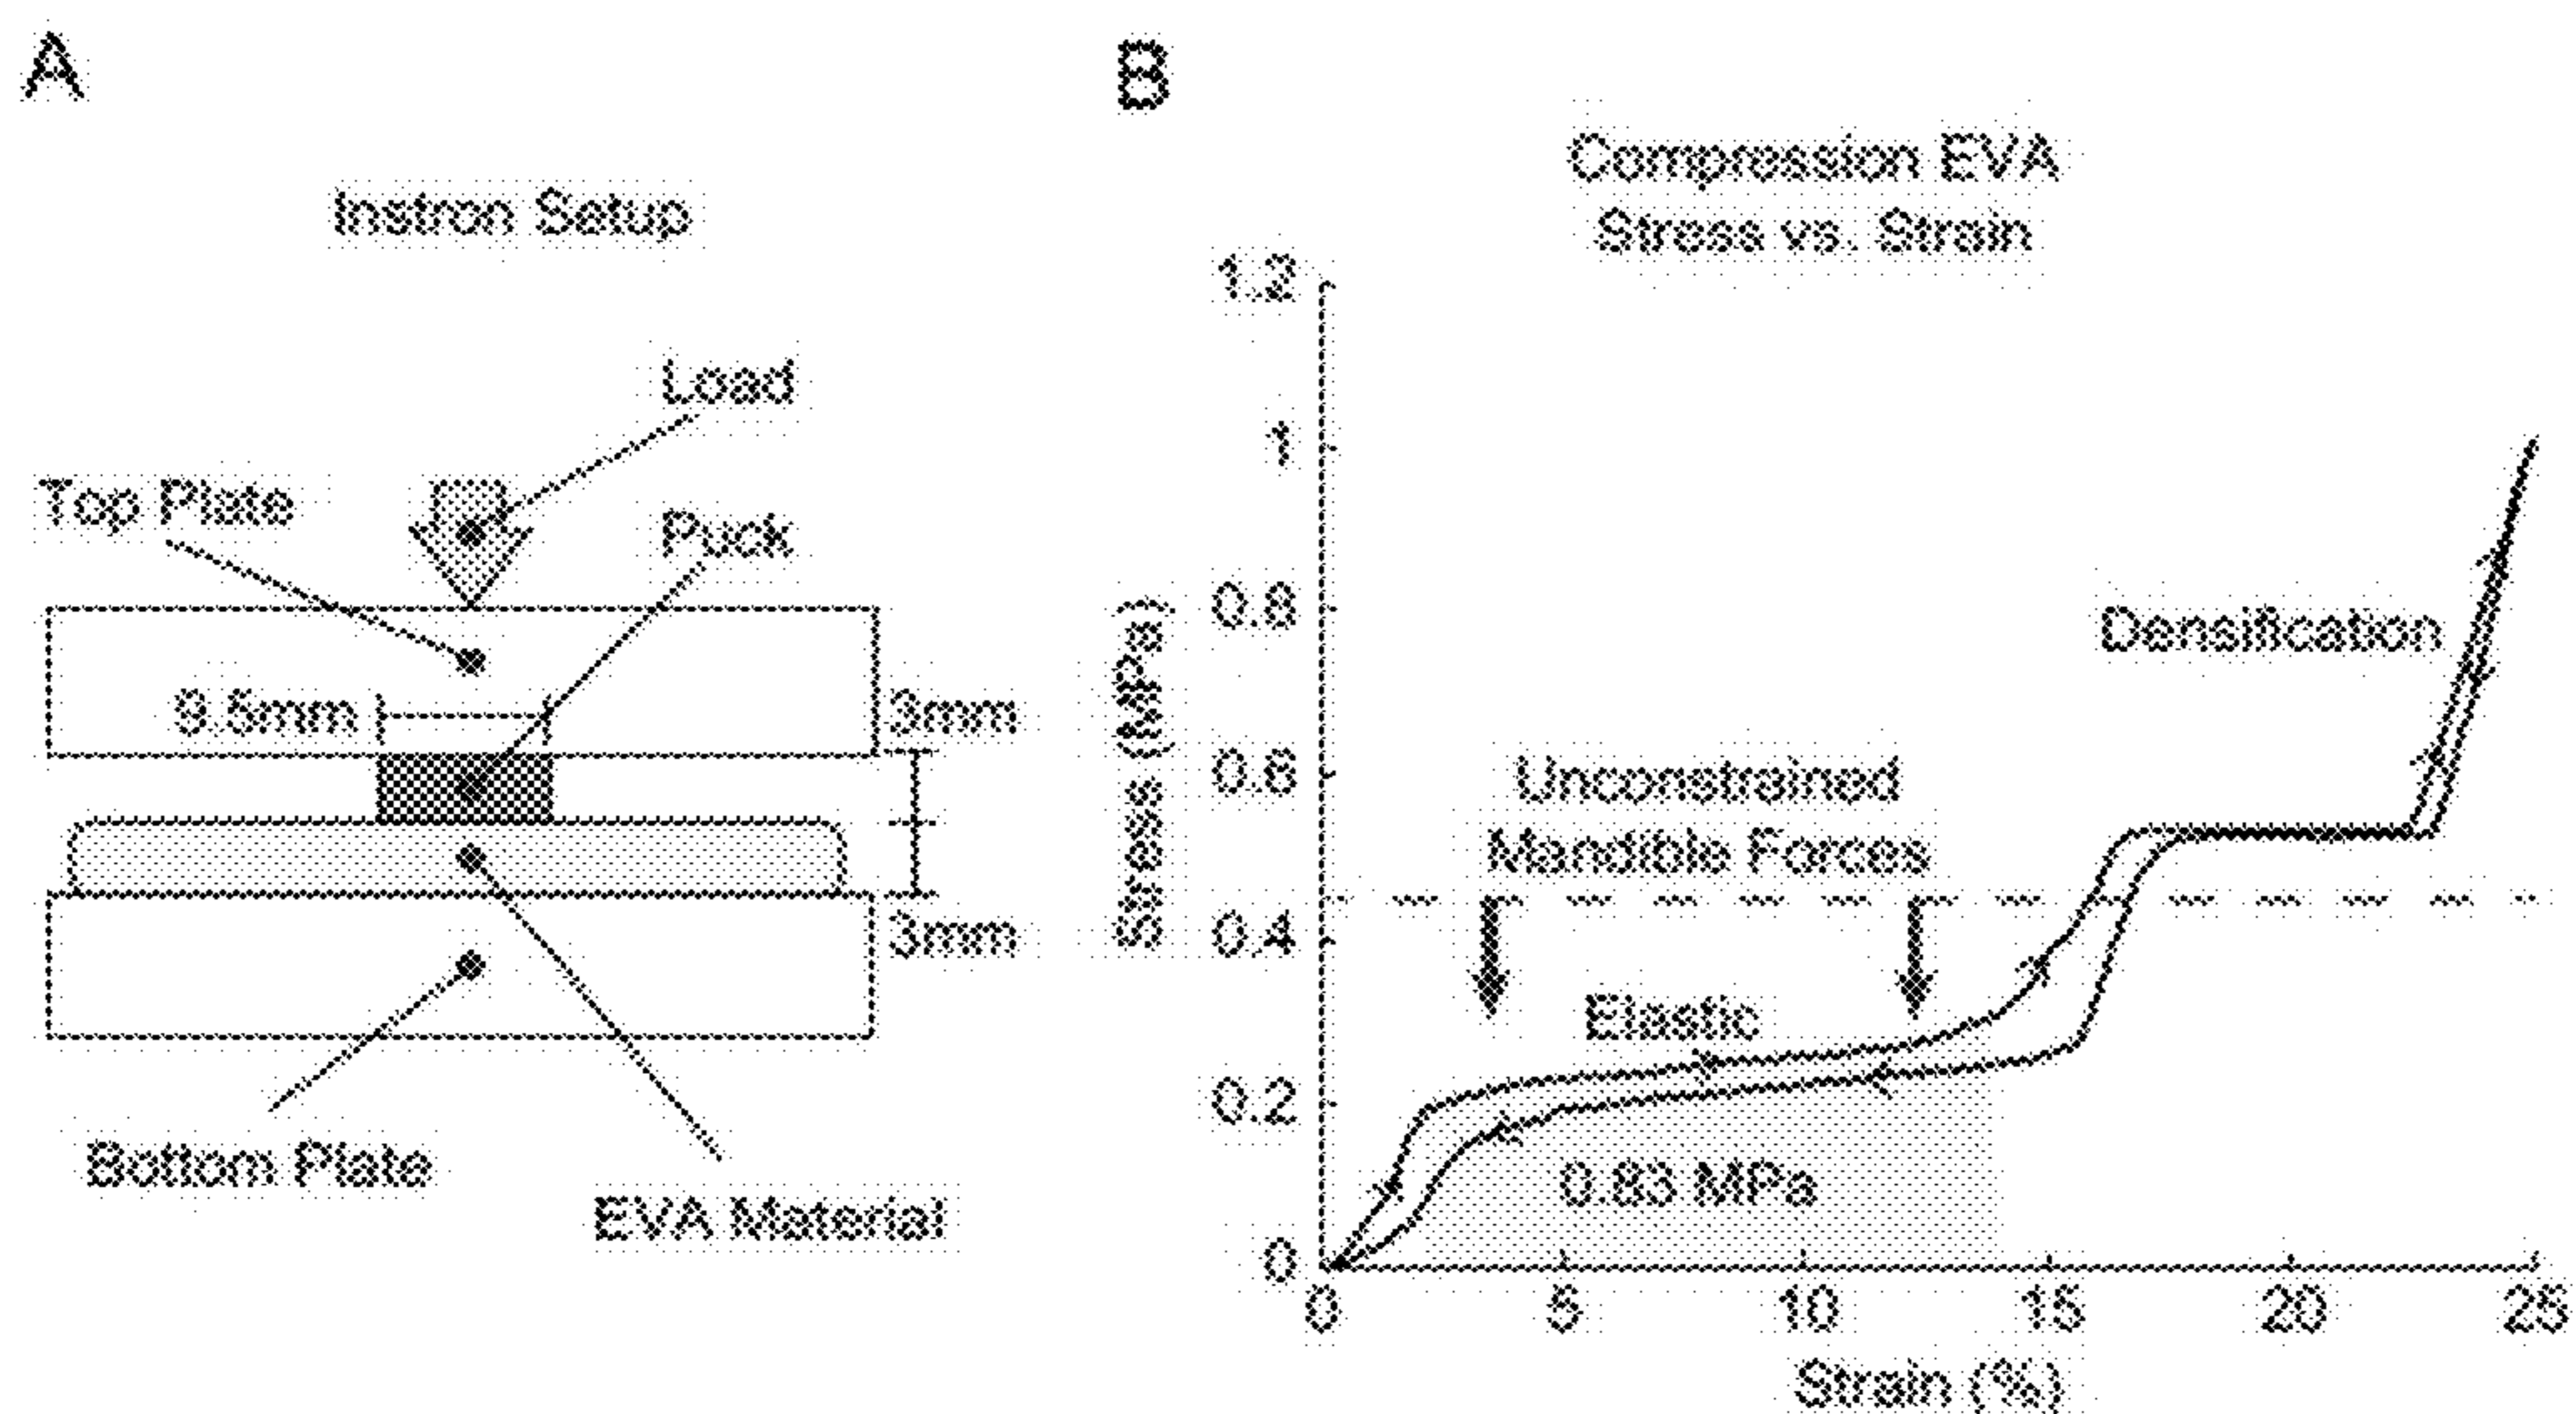 A
Instron Setup
Load
Top Plate
Puck
9.5mm
3mm
3mm
Bottom Plate
EVA Material
B
Compression EVA
Stress vs. Strain
1.2
1
0.8
0.6
0.4
0.2
0
Stress (MPa)
Densification
Unconstrained
Mandible Forces
Elastic
0.83 MPa
0
5
10
15
20
25
Strain (%)